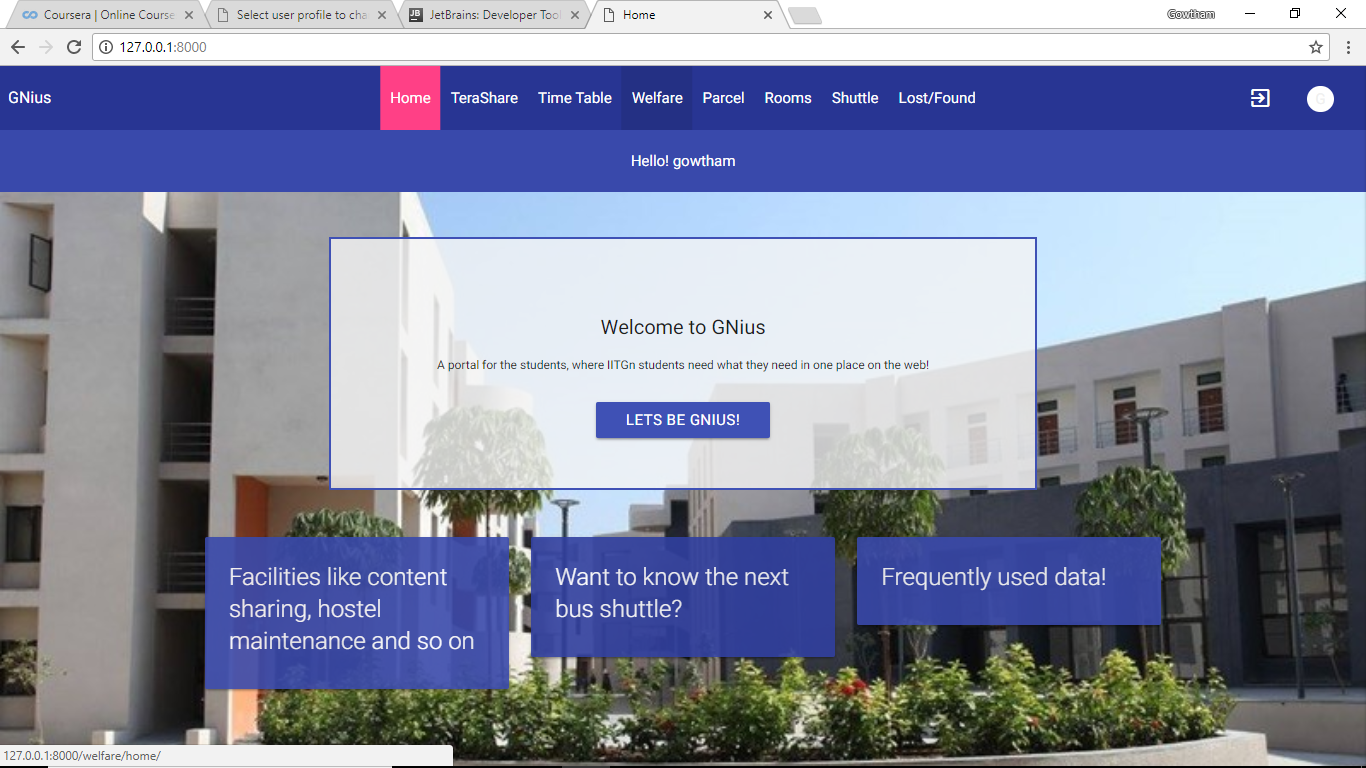 Coursera | Online Course
Select user profile to cha
JetBrains: Developer Tool
Home
Gowtham
127.0.0.1:8000
GNius
Home
TeraShare
Time Table
Welfare
Parcel
Rooms
Shuttle
Lost/Found
G
Hello! gowtham
Welcome to GNius
A portal for the students, where IITGn students need what they need in one place on the web!
LETS BE GNIUS!
Facilities like content
sharing, hostel
maintenance and so on
Want to know the next
bus shuttle?
Frequently used data!
127.0.0.1:8000/welfare/home/